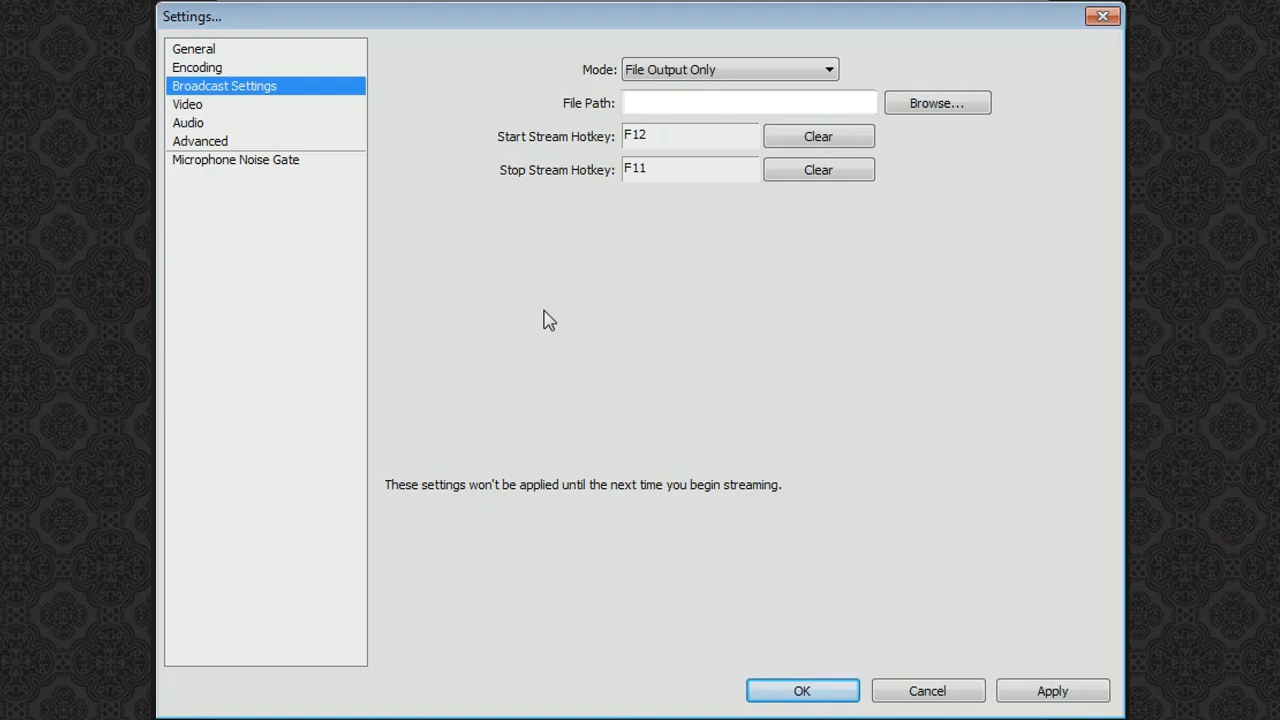 Settings...
General
Encoding
Broadcast Settings
Video
Audio
Advanced
Microphone Noise Gate
Mode: File Output Only
File Path: Browse...
Start Stream Hotkey: F12 Clear
Stop Stream Hotkey: F11 Clear
These settings won't be applied until the next time you begin streaming.
OK Cancel Apply